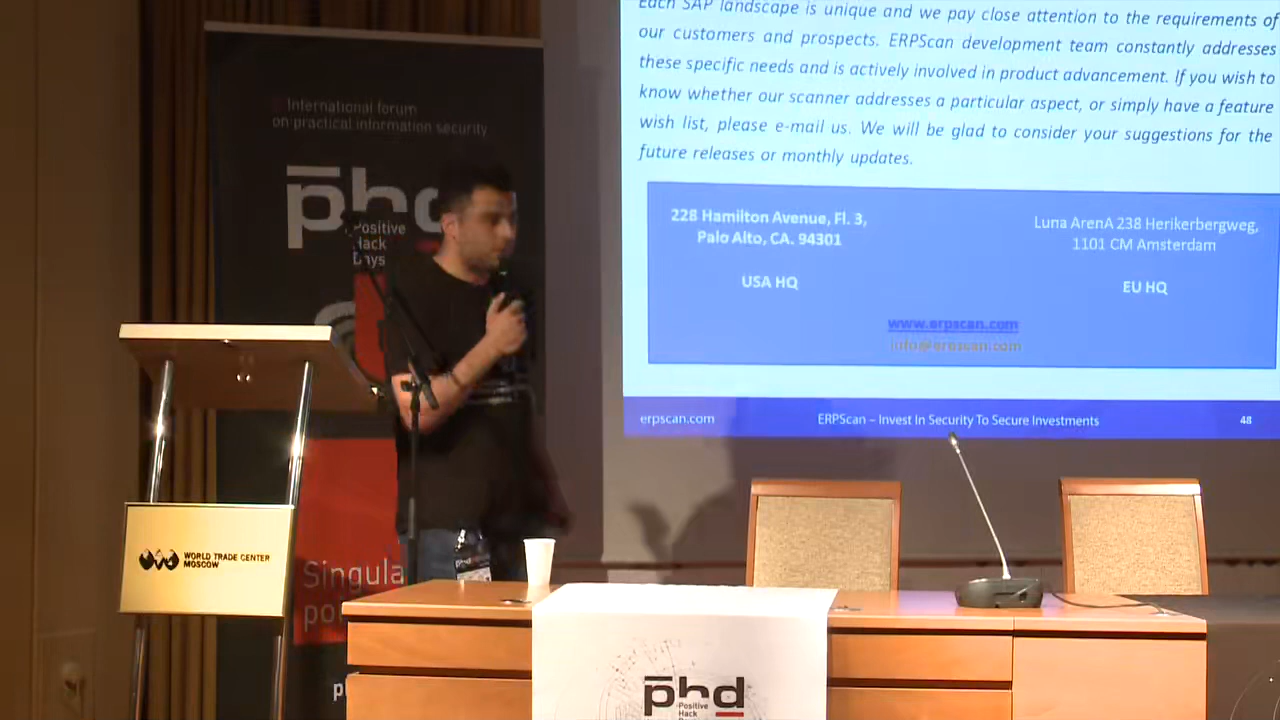 International forum
on practical information security
phd
Positive
Hack
Days
Singula
Each SAP landscape is unique and we pay close attention to the requirements of
our customers and prospects. ERPScan development team constantly addresses
these specific needs and is actively involved in product advancement. If you wish to
know whether our scanner addresses a particular aspect, or simply have a feature
wish list, please e-mail us. We will be glad to consider your suggestions for the
future releases or monthly updates.
228 Hamilton Avenue, Fl. 3,
Palo Alto, CA. 94301
USA HQ
Luna ArenA 238 Herikerbergweg,
1101 CM Amsterdam
EU HQ
www.erpscan.com
info@erpscan.com
erpscan.com
ERPScan – Invest In Security To Secure Investments
48
WORLD TRADE CENTER
MOSCOW
phd
Positive
Hack